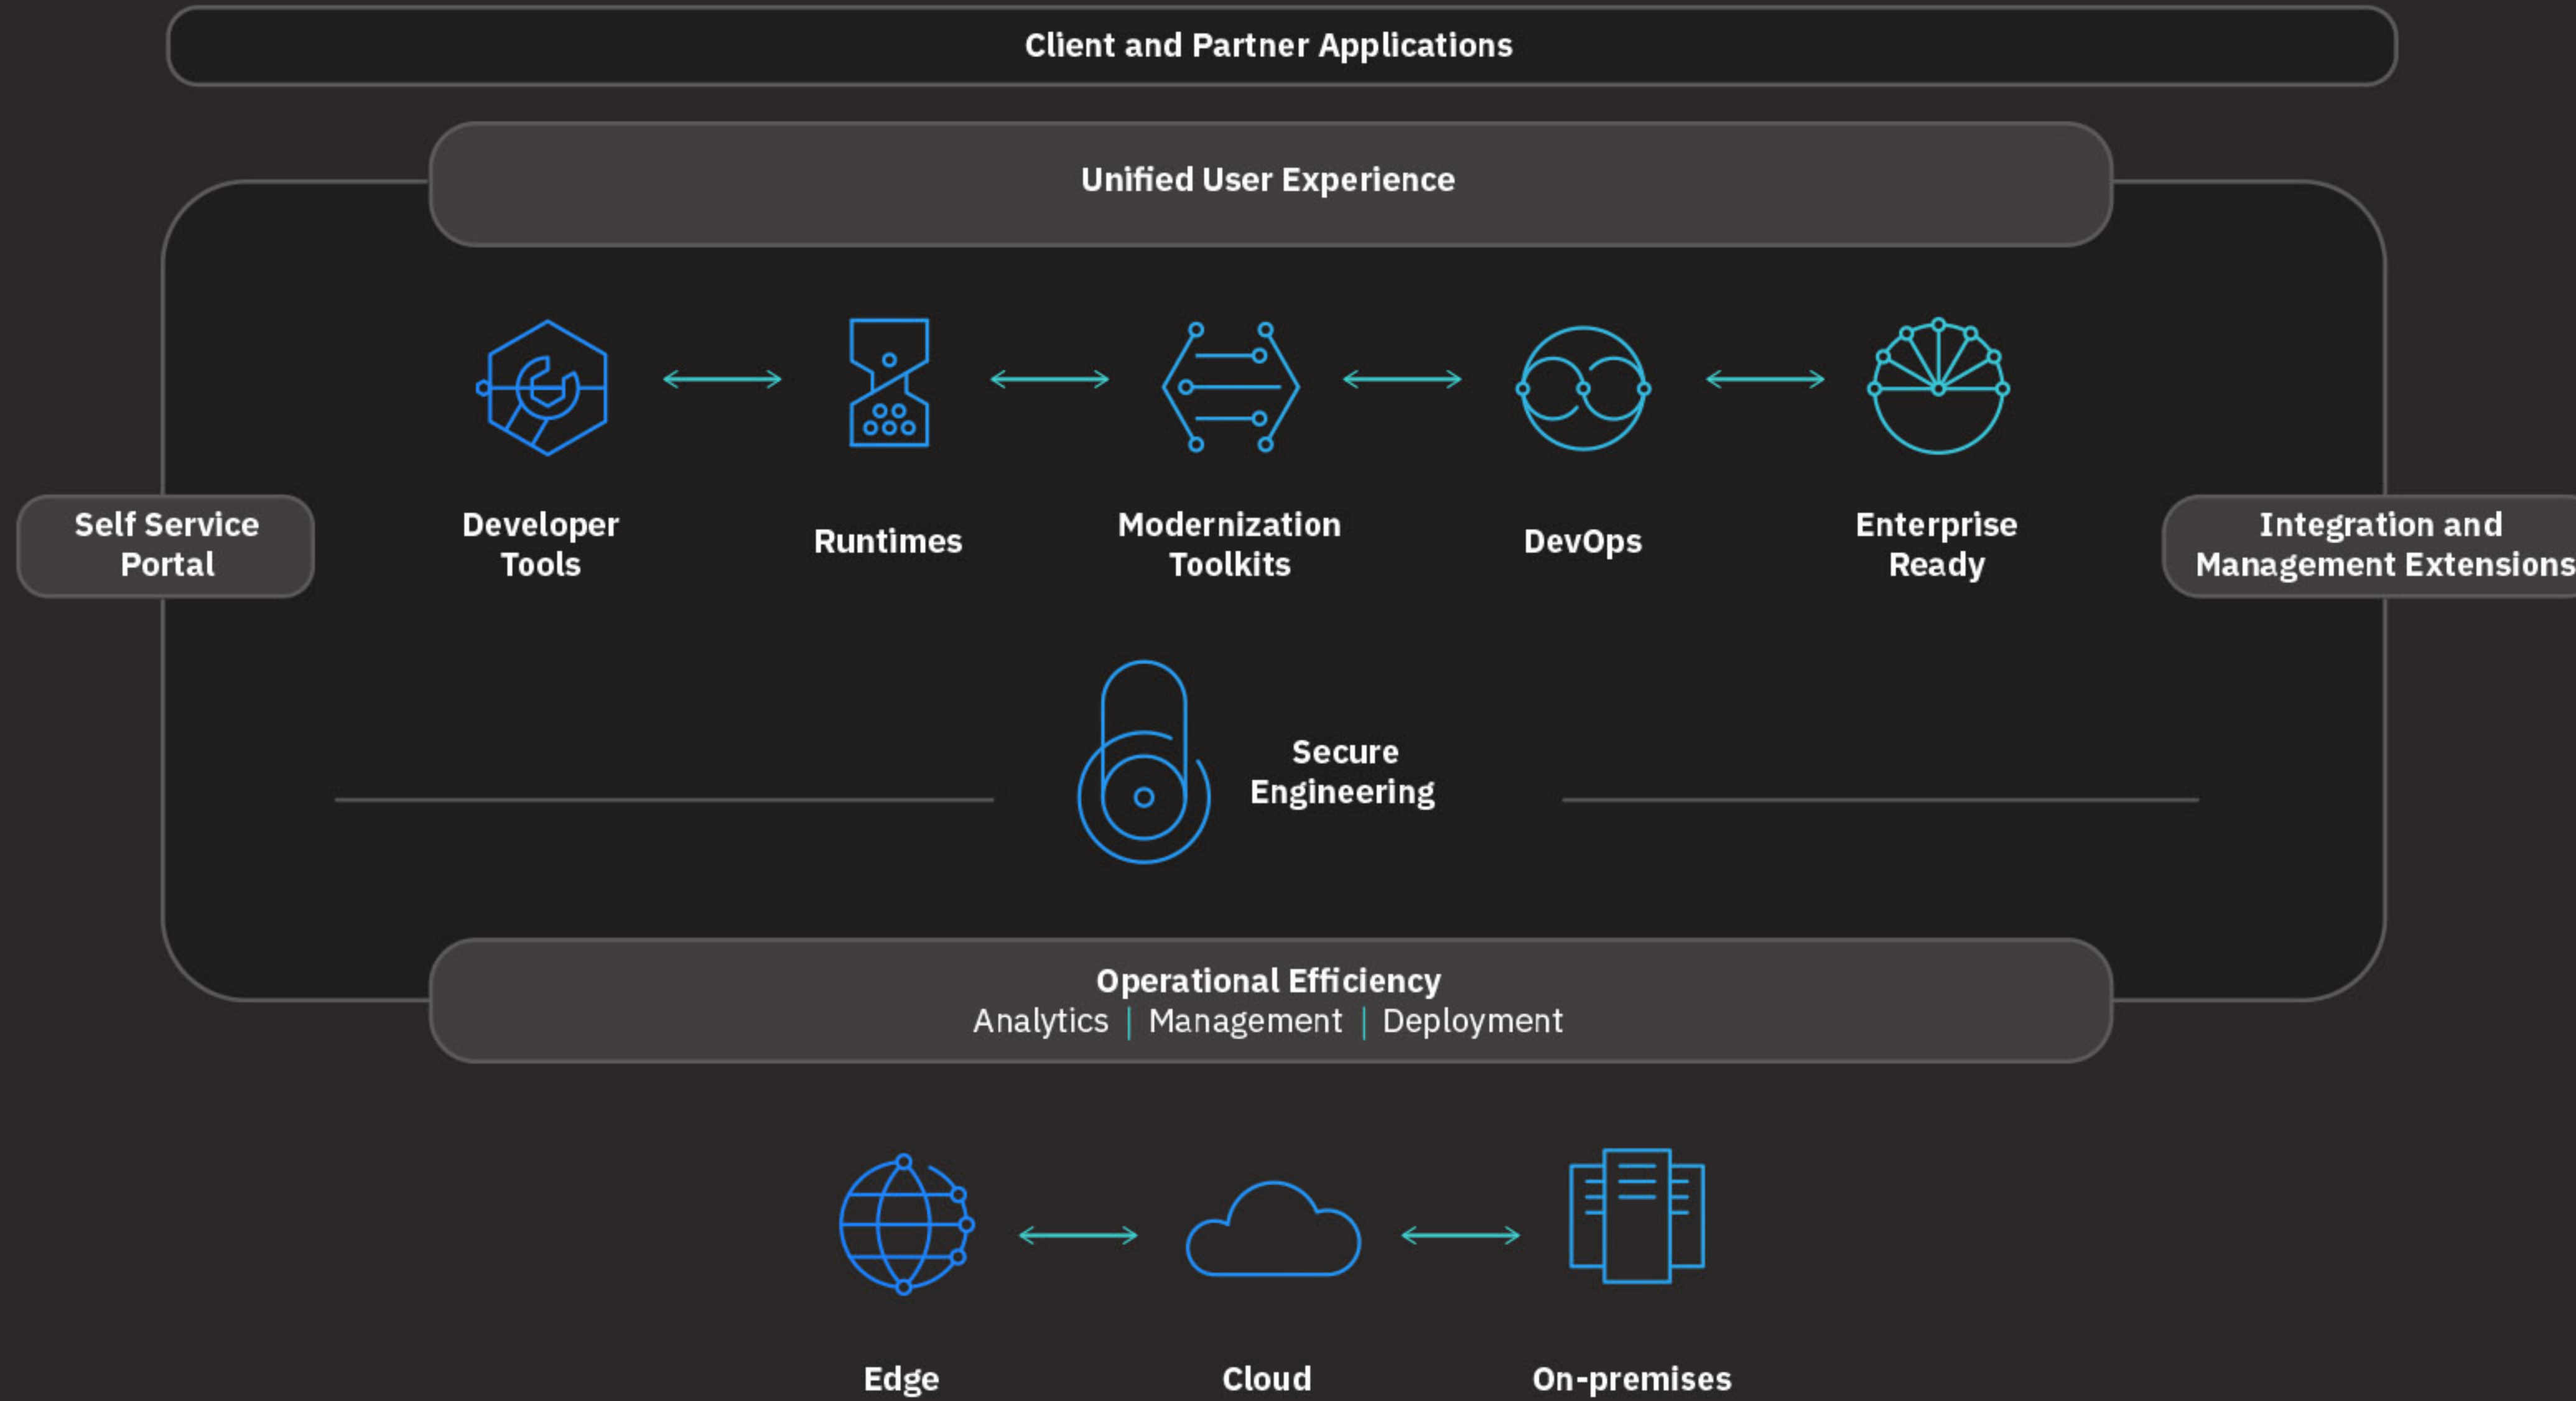 Client and Partner Applications
Unified User Experience
Self Service
Portal
Developer
Tools
Runtimes
Modernization
Toolkits
DevOps
Enterprise
Ready
Integration and
Management Extensions
Secure
Engineering
Operational Efficiency
Analytics | Management | Deployment
Edge
Cloud
On-premises